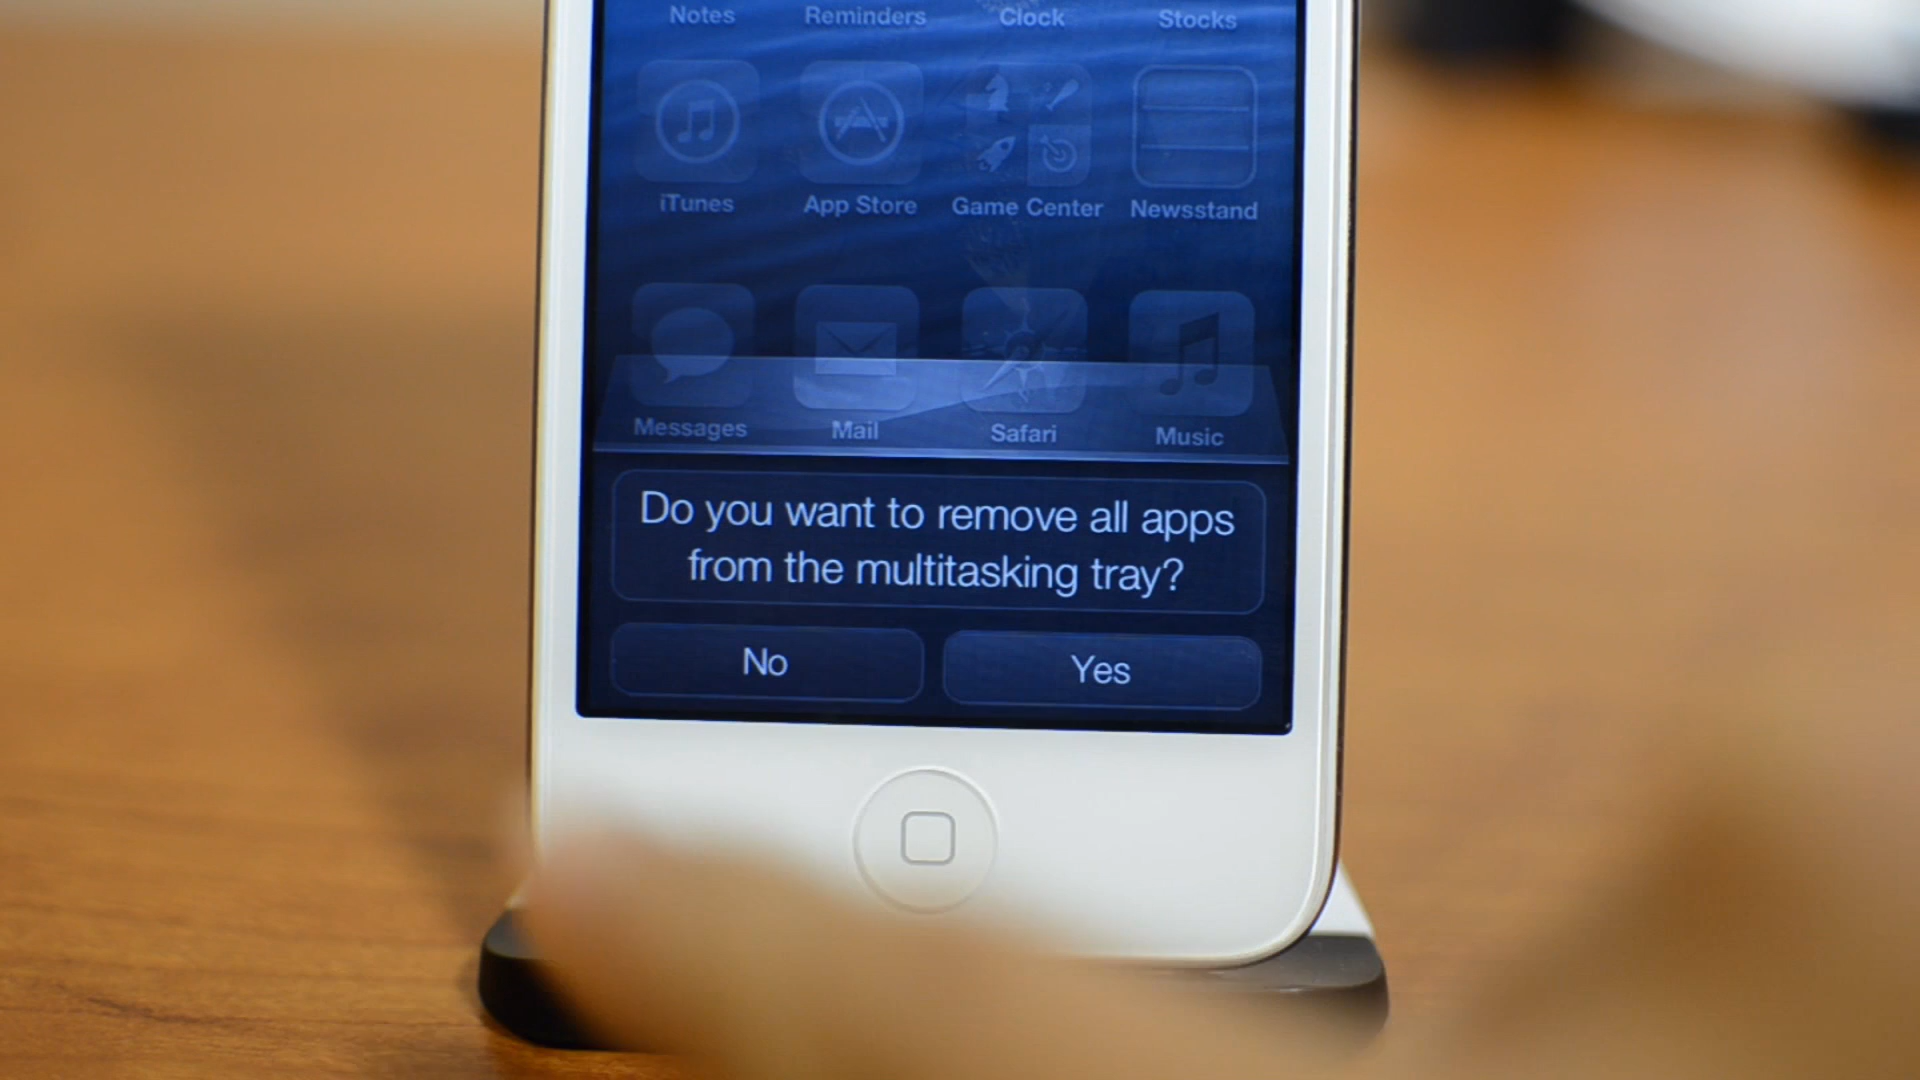 Notes Reminders Clock Stocks
iTunes App Store Game Center Newsstand
Messages Mail Safari Music
Do you want to remove all apps
from the multitasking tray?
No Yes